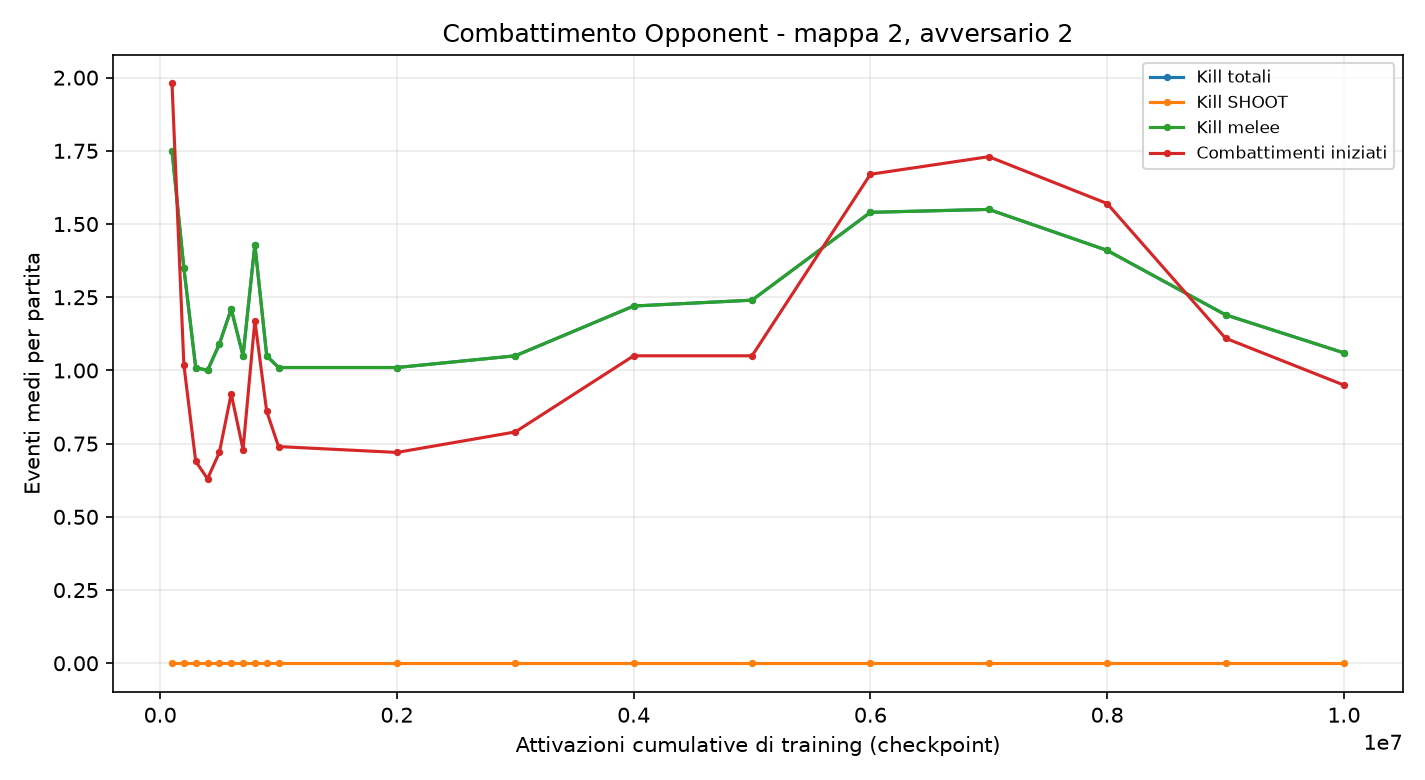 Combattimento Opponent - mappa 2, avversario 2
Kill totali
Kill SHOOT
Kill melee
Combattimenti iniziati
Eventi medi per partita
2.00
1.75
1.50
1.25
1.00
0.75
0.50
0.25
0.00
0.0
0.2
0.4
0.6
0.8
1.0
1e7
Attivazioni cumulative di training (checkpoint)